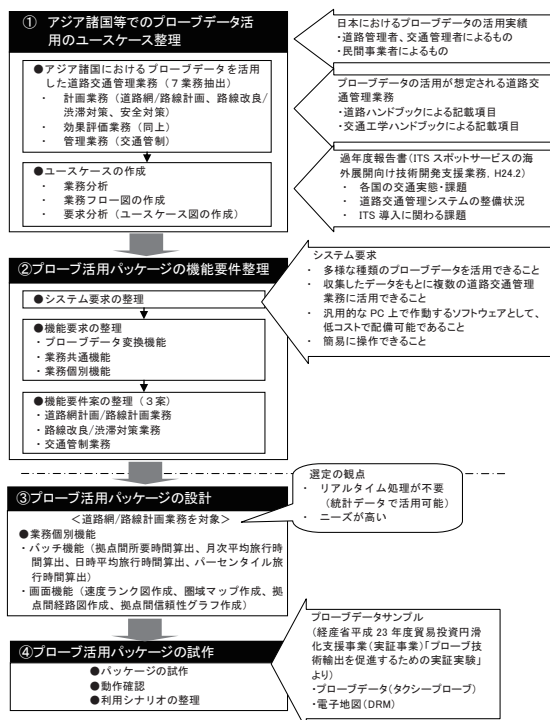 ① アジア諸国等でのプローブデータ活
用のユースケース整理
●アジア諸国におけるプローブデータを活用
した道路交通管理業務(7業務抽出)
・ 計画業務(道路網/路線計画、路線改良/
渋滞対策、安全対策)
・ 効果評価業務(同上)
・ 管理業務(交通管制)
●ユースケースの作成
・ 業務分析
・ 業務フロー図の作成
・ 要求分析(ユースケース図の作成)
日本におけるプローブデータの活用実績
・道路管理者、交通管理者によるもの
・民間事業者によるもの
プローブデータの活用が想定される道路交
通管理業務
・道路ハンドブックによる記載項目
・交通工学ハンドブックによる記載項目
過年度報告書(ITS スポットサービスの海
外展開向け技術開発支援業務, H24.2)
・ 各国の交通実態・課題
・ 道路交通管理システムの整備状況
・ ITS 導入に関わる課題
②プローブ活用パッケージの機能要件整理
●システム要求の整理
●機能要求の整理
・プローブデータ変換機能
・業務共通機能
・業務個別機能
●機能要件案の整理(3案)
・道路網計画/路線計画業務
・路線改良/渋滞対策業務
・交通管制業務
システム要求
・ 多様な種類のプローブデータを活用できること
・ 収集したデータをもとに複数の道路交通管理
業務に活用できること
・ 汎用的な PC 上で作動するソフトウェアとして、
低コストで配備可能であること
・ 簡易に操作できること
③プローブ活用パッケージの設計
<道路網/路線計画業務を対象>
●業務個別機能
・バッチ機能(拠点間所要時間算出、月次平均旅行時
間算出、日時平均旅行時間算出、パーセンタイル旅
行時間算出)
・画面機能(速度ランク図作成、圏域マップ作成、拠
点間経路図作成、拠点間信頼性グラフ作成)
選定の観点
・ リアルタイム処理が不要
(統計データで活用可能)
・ ニーズが高い
④プローブ活用パッケージの試作
●パッケージの試作
●動作確認
●利用シナリオの整理
プローブデータサンプル
(経産省平成 23 年度貿易投資円滑
化支援事業(実証事業)「プローブ技
術輸出を促進するための実証実験」
より)
・プローブデータ(タクシープローブ)
・電子地図(DRM)